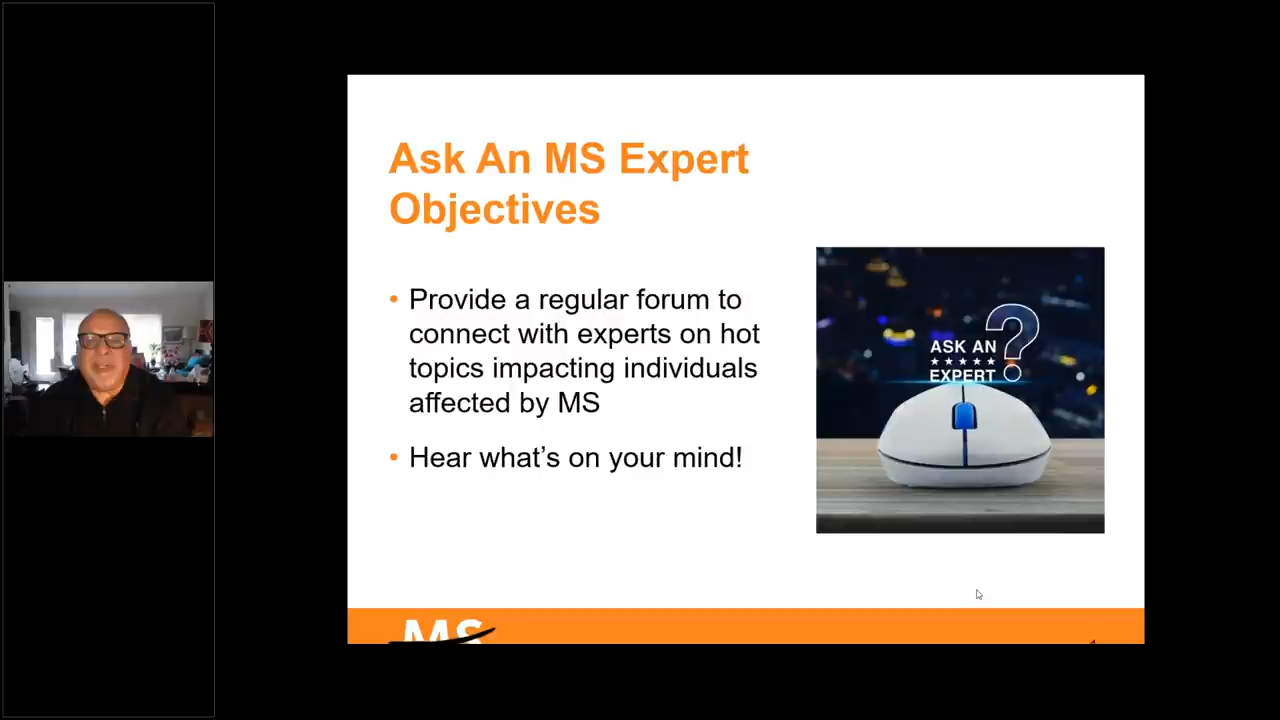 Ask An MS Expert
Objectives
• Provide a regular forum to
connect with experts on hot
topics impacting individuals
affected by MS
• Hear what’s on your mind!
ASK AN
EXPERT
?
MS